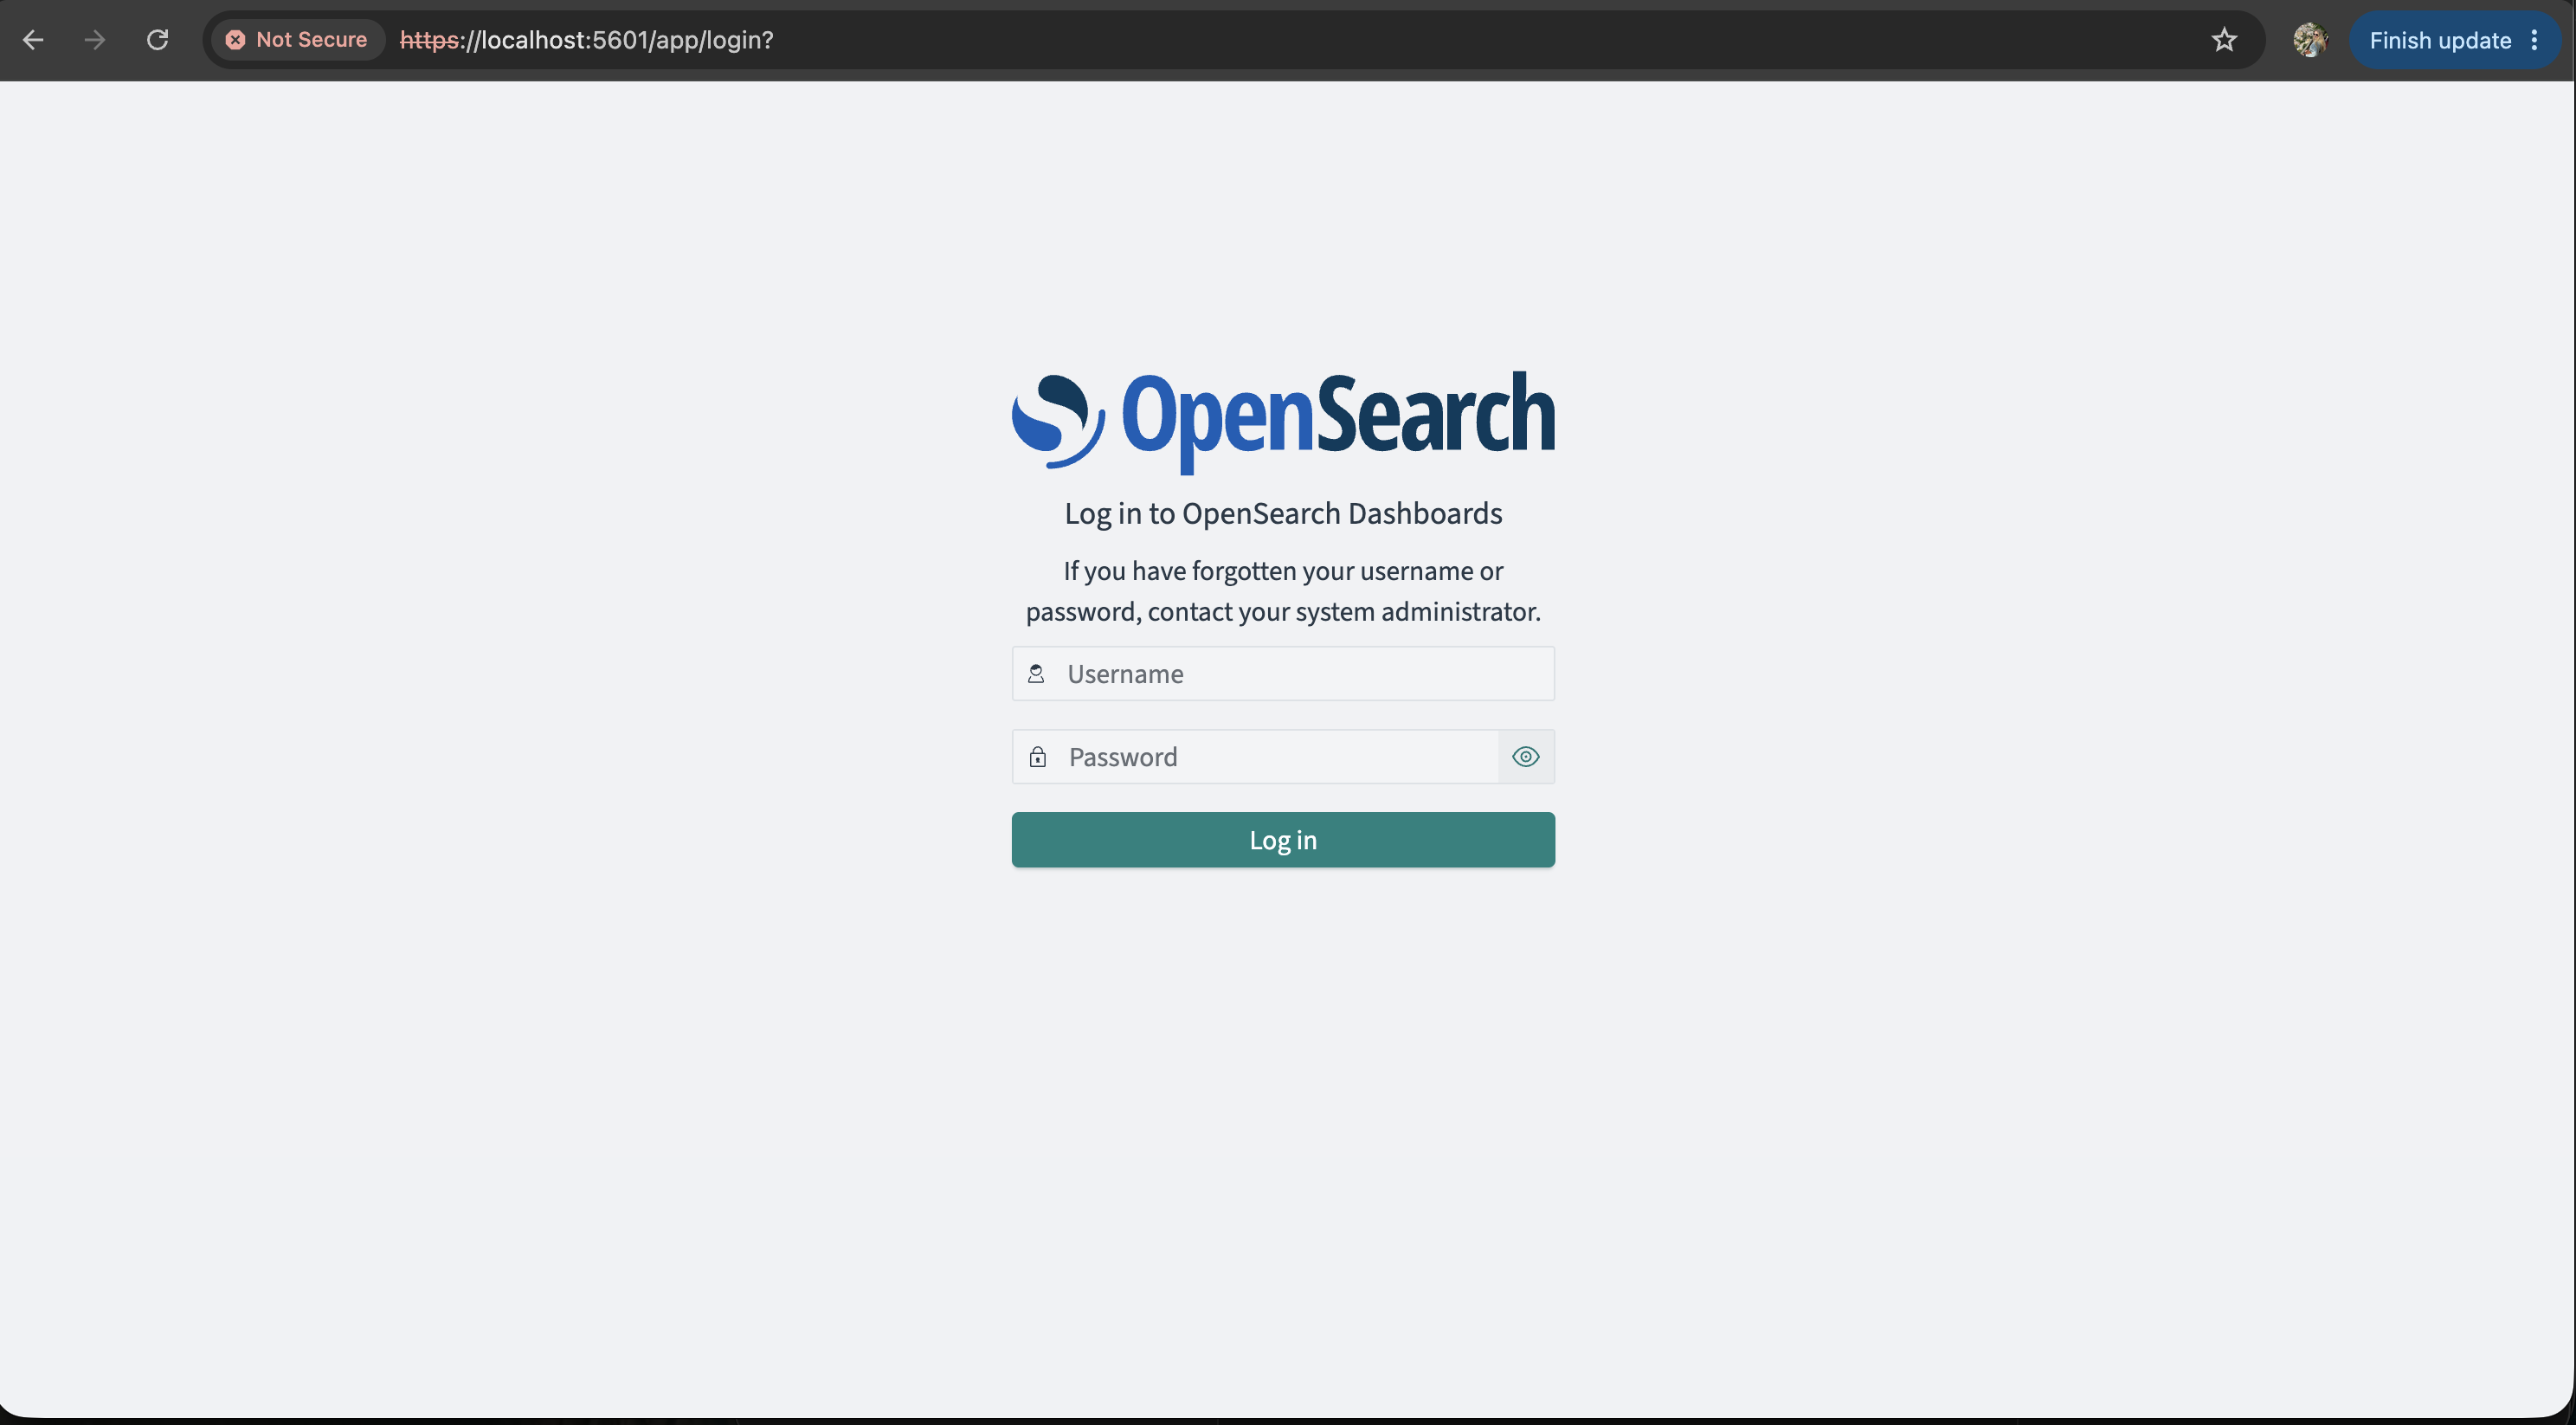 Not Secure
https://localhost:5601/app/login?
Finish update
OpenSearch
Log in to OpenSearch Dashboards
If you have forgotten your username or
password, contact your system administrator.
Username
Password
Log in